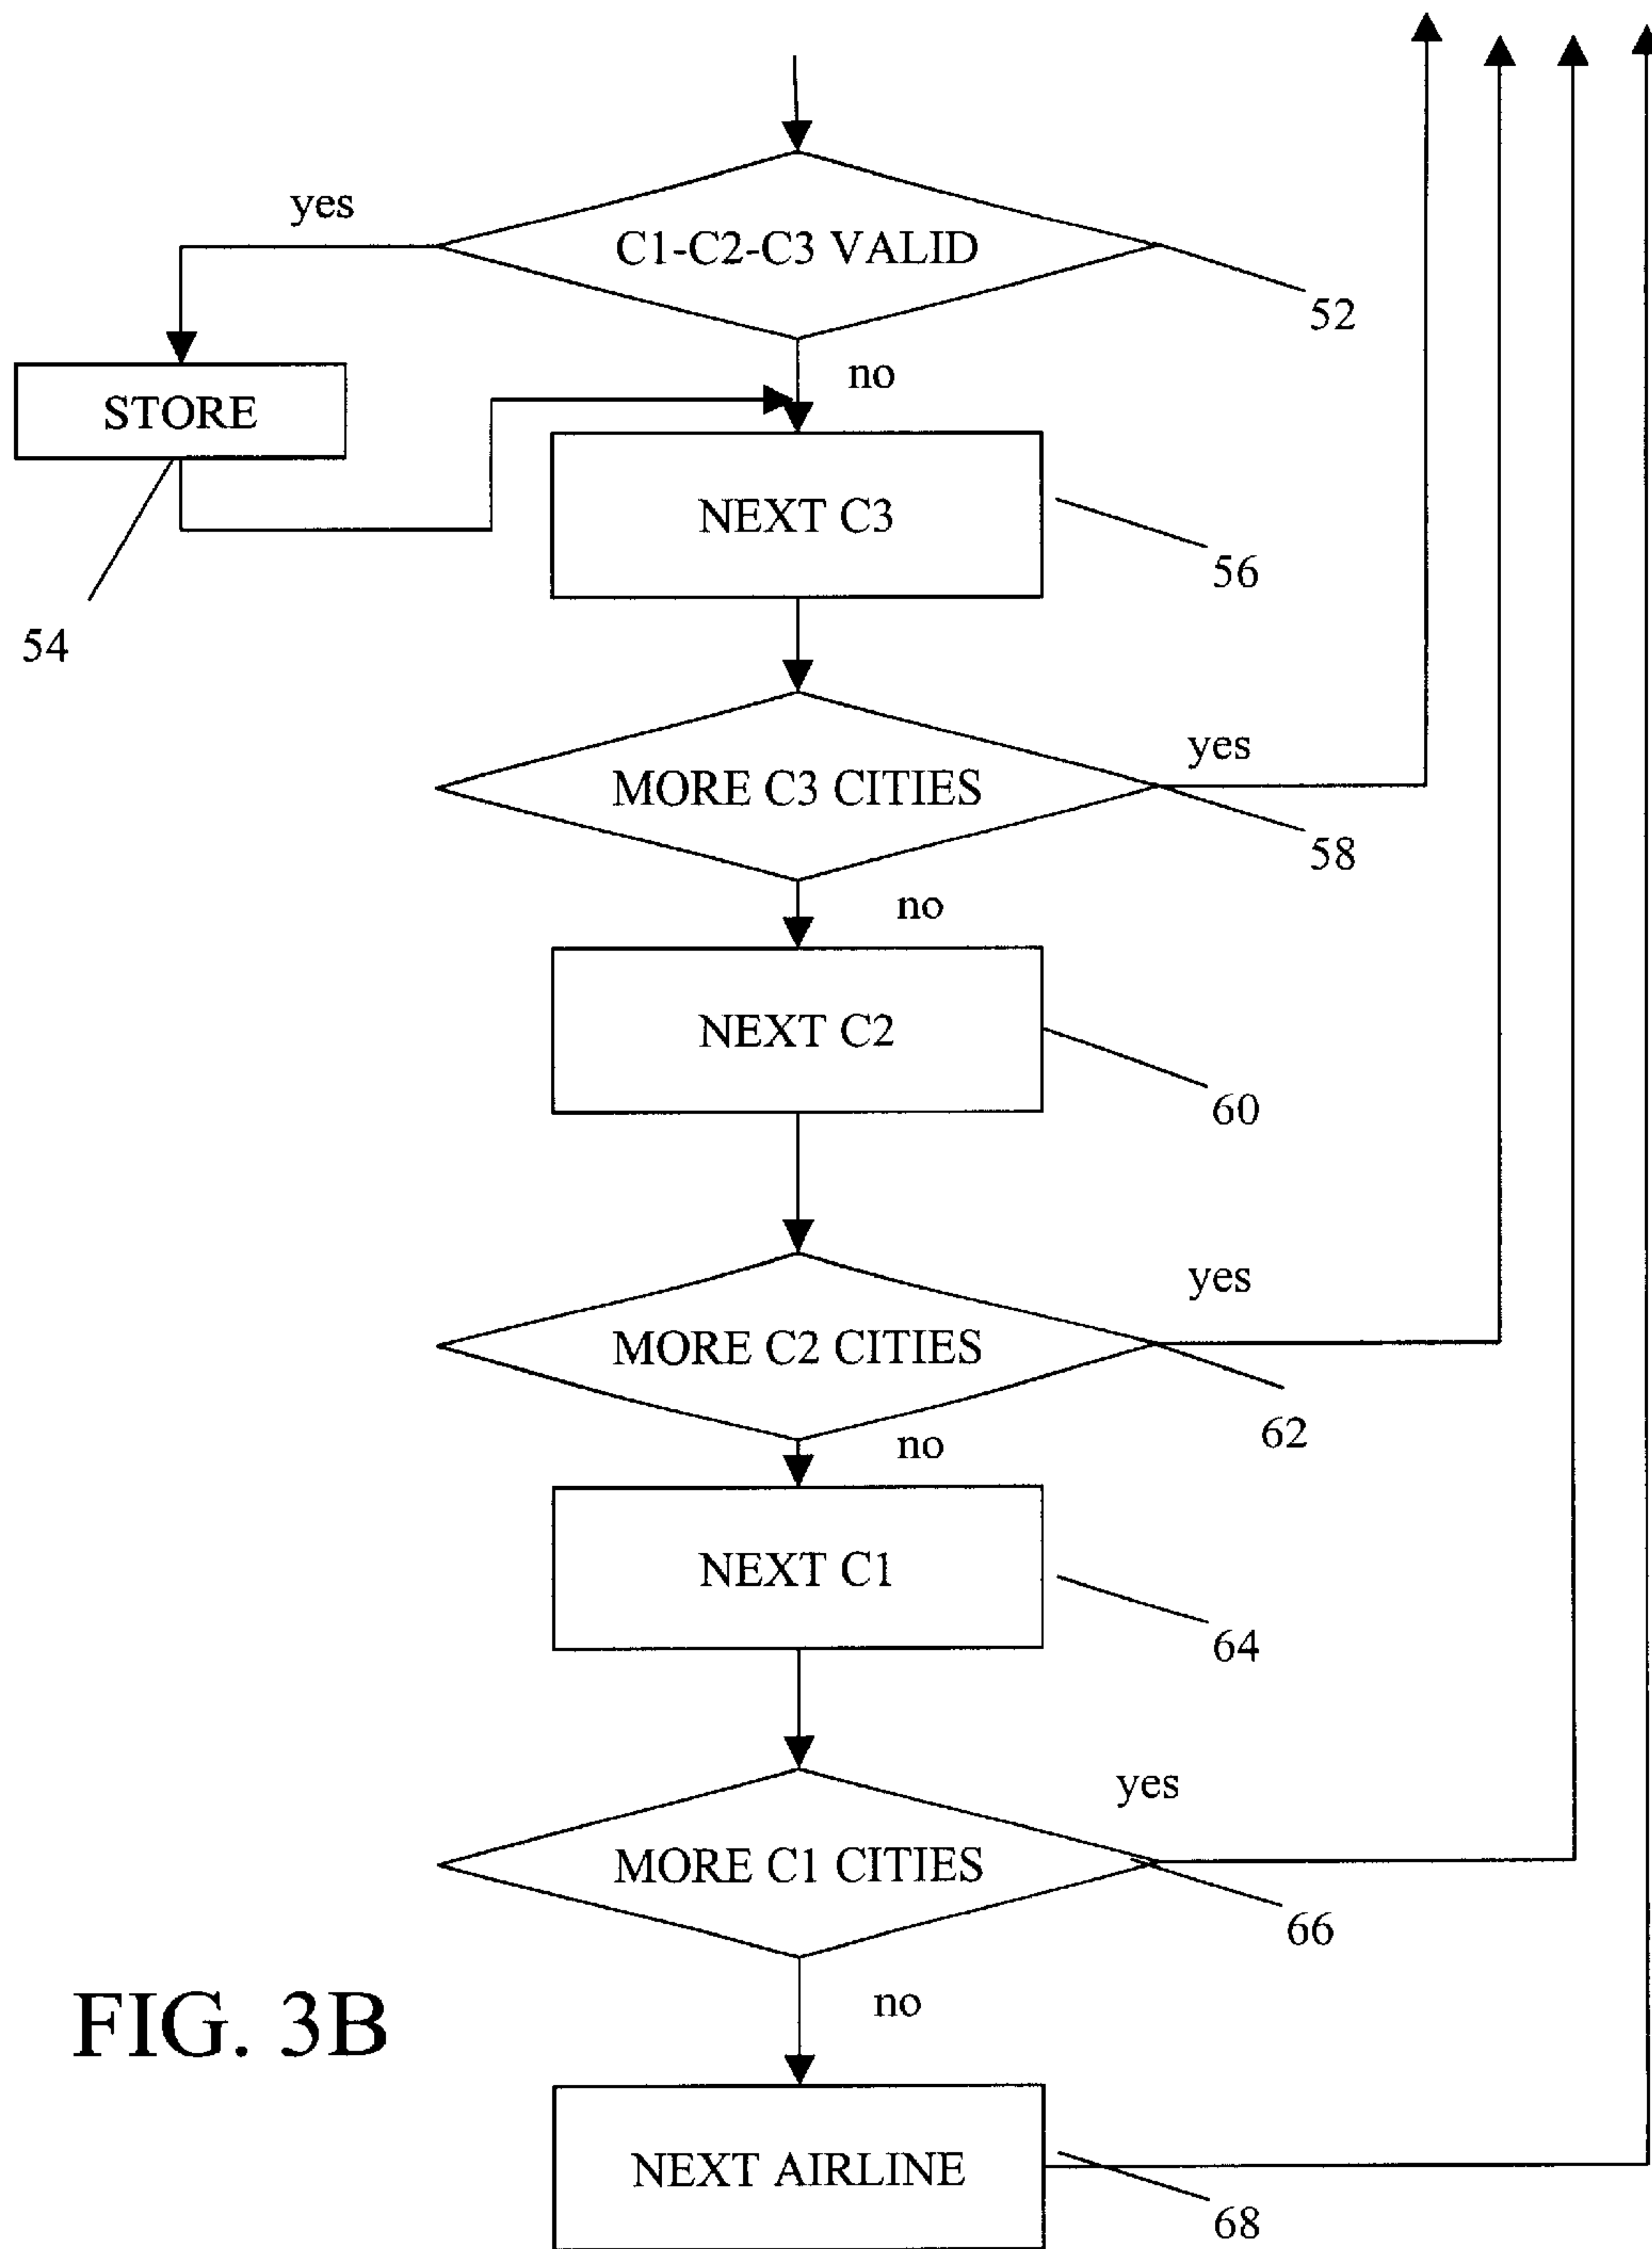 yes
C1-C2-C3 VALID
52
no
STORE
NEXT C3
56
54
yes
MORE C3 CITIES
58
no
NEXT C2
60
yes
MORE C2 CITIES
62
no
NEXT C1
64
yes
MORE C1 CITIES
66
no
FIG. 3B
NEXT AIRLINE
68